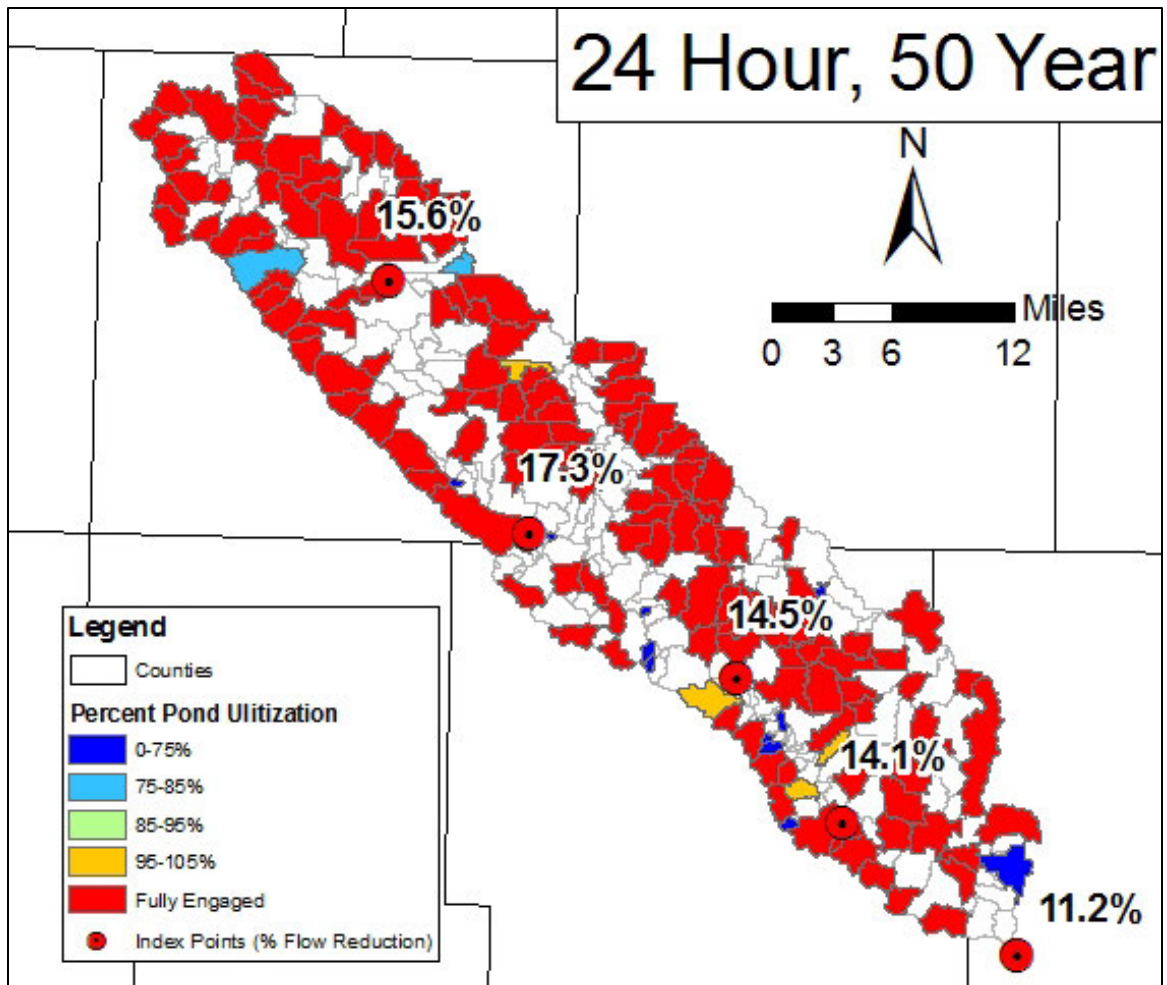 24 Hour, 50 Year
N
Miles
0 3 6 12
15.6%
17.3%
14.5%
14.1%
11.2%
Legend
Counties
Percent Pond Ulitization
0-75%
75-85%
85-95%
95-105%
Fully Engaged
Index Points (% Flow Reduction)